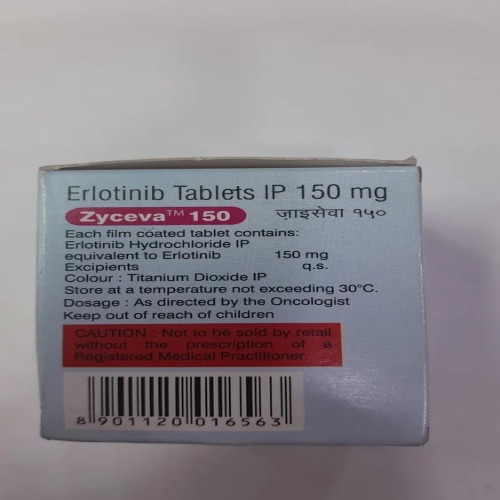 Erlotinib Tablets IP 150 mg
Zyceva™ 150 ज़ाइसेवा १५०
Each film coated tablet contains:
Erlotinib Hydrochloride IP
equivalent to Erlotinib 150 mg
Excipients q.s.
Colour : Titanium Dioxide IP
Store at a temperature not exceeding 30°C.
Dosage : As directed by the Oncologist
Keep out of reach of children
CAUTION : Not to be sold by retail
without the prescription of a
Registered Medical Practitioner.
8 901120 016563